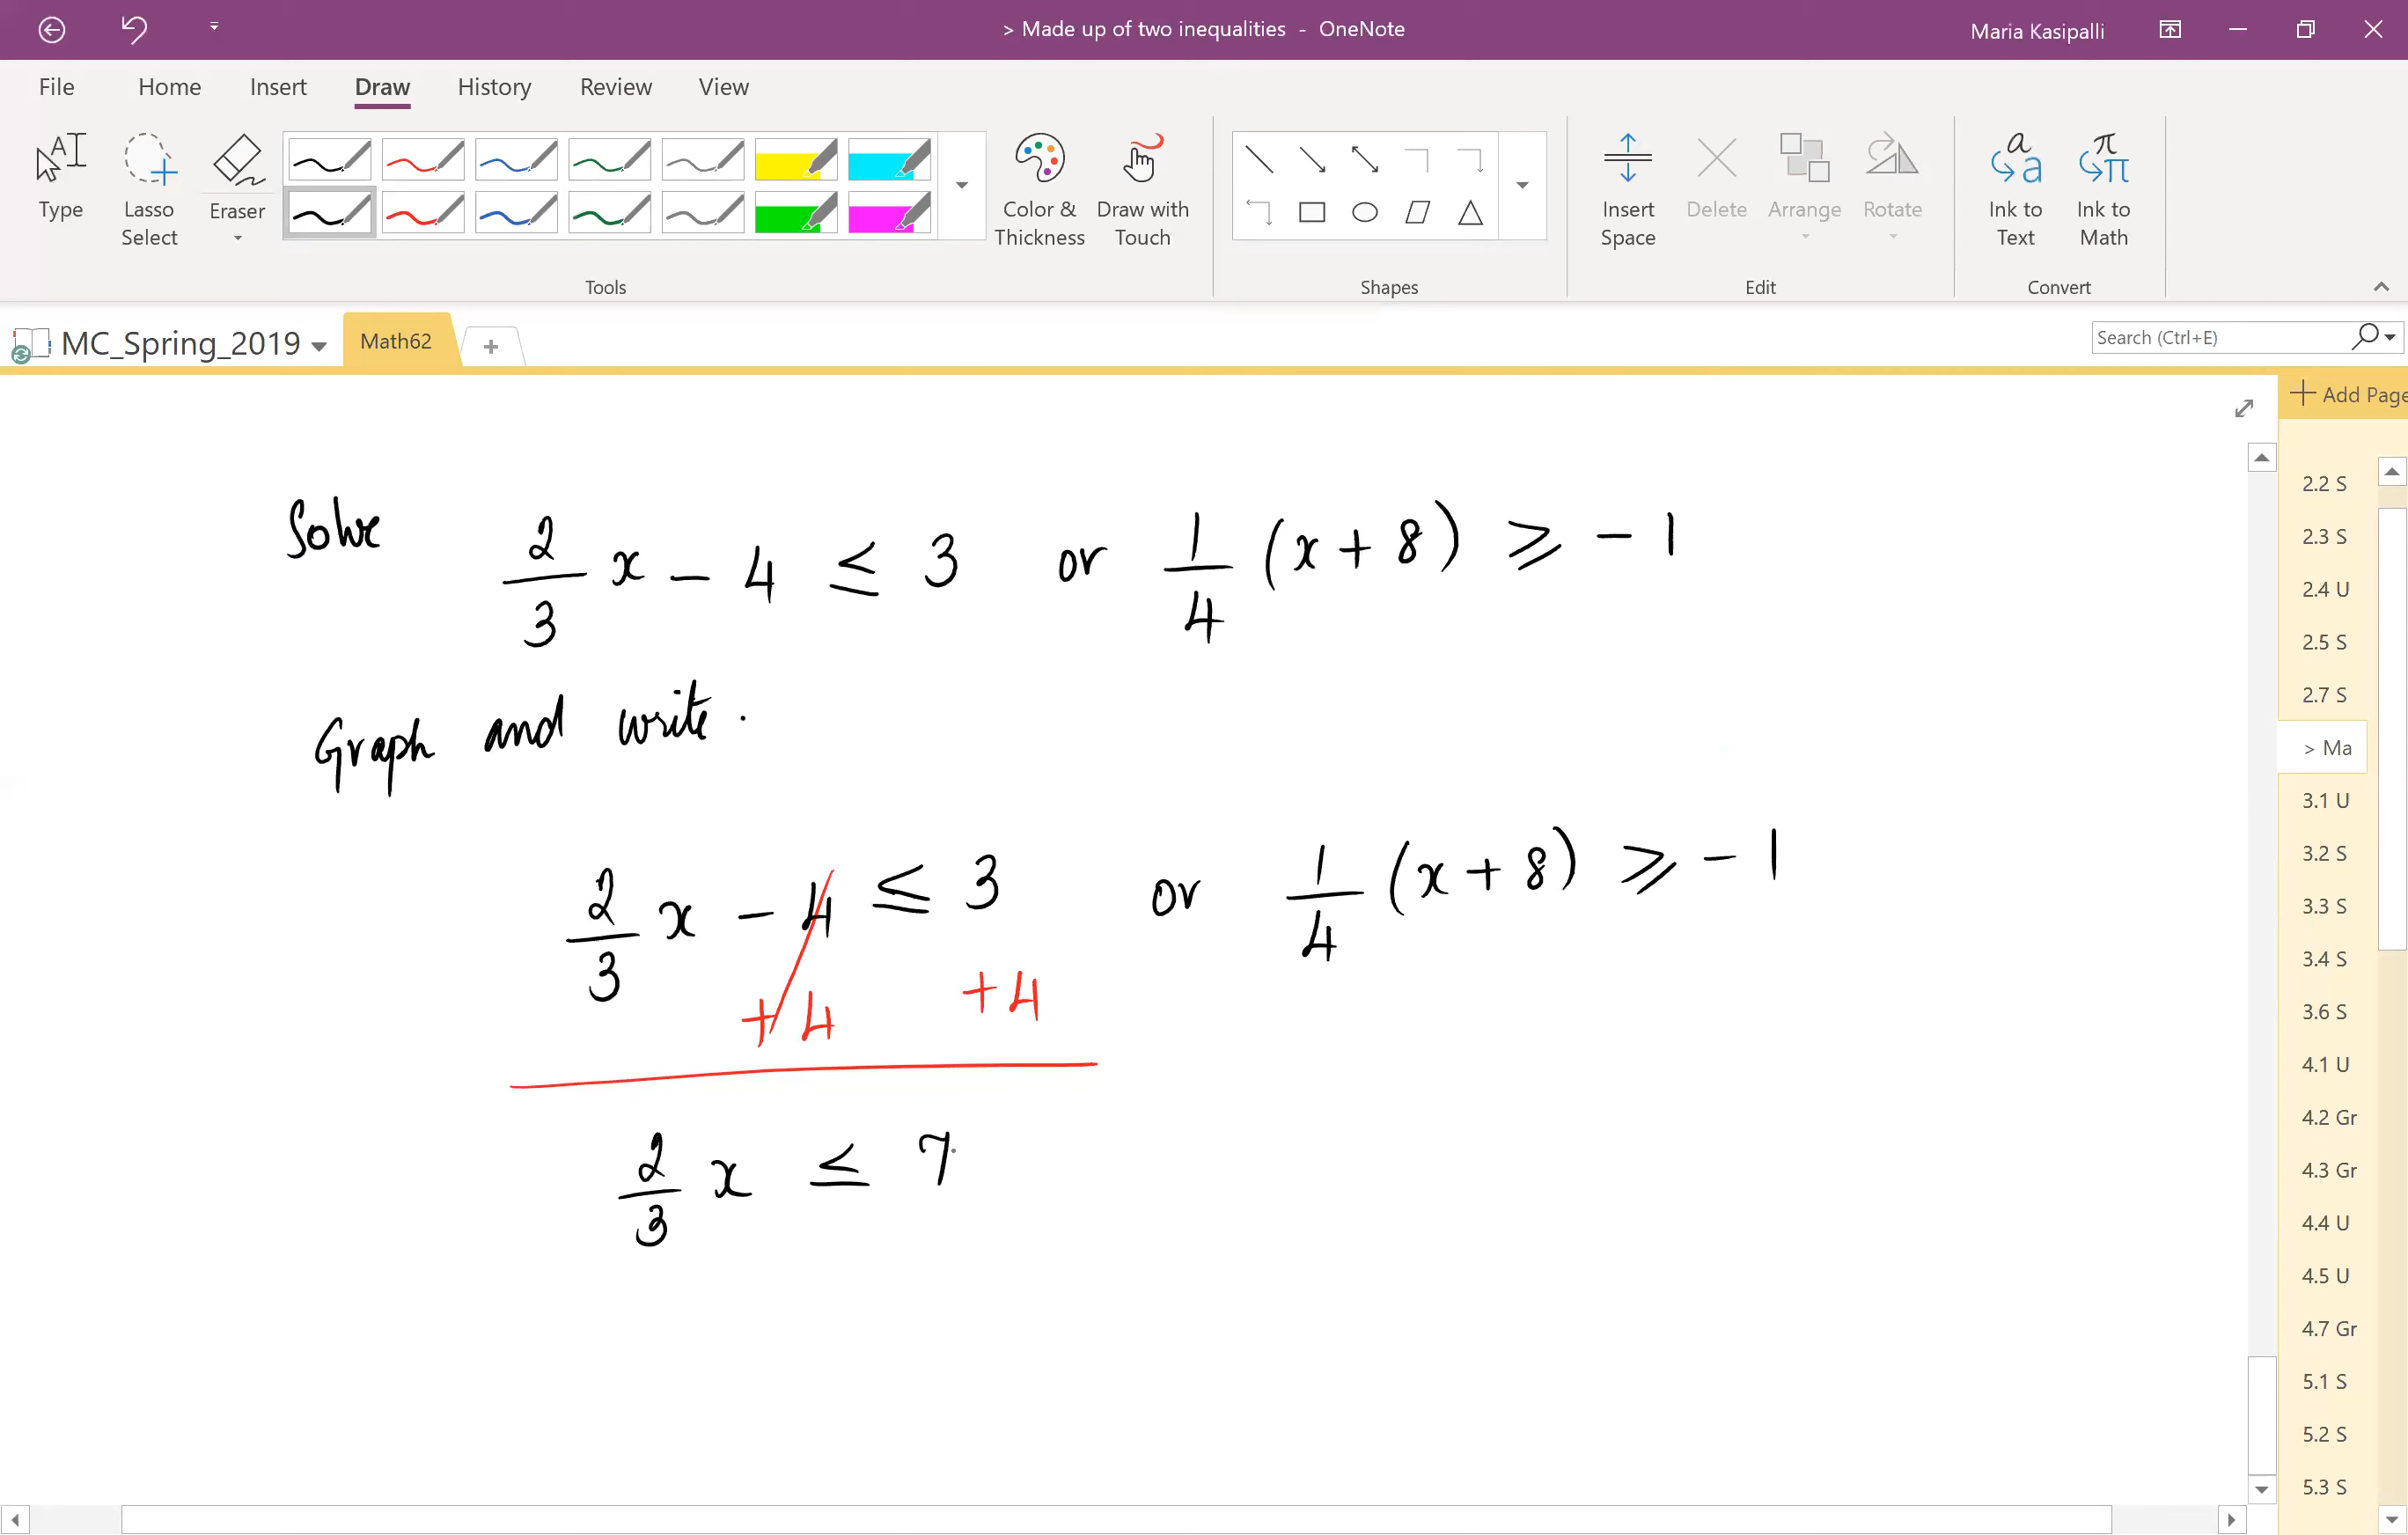 > Made up of two inequalities - OneNote
Maria Kasipalli
File Home Insert Draw History Review View
Type
Lasso Select
Eraser
Color & Thickness
Draw with Touch
Insert Space
Delete
Arrange
Rotate
Ink to Text
Ink to Math
Tools
Shapes
Edit
Convert
MC_Spring_2019
Math62
+
Search (Ctrl+E)
Add Page
Solve 2/3 x - 4 ≤ 3 or 1/4 (x + 8) ≥ - 1
Graph and write.
2/3 x - 4 ≤ 3 or 1/4 (x + 8) ≥ - 1
+ 4 + 4
2/3 x ≤ 7
2.2 S
2.3 S
2.4 U
2.5 S
2.7 S
> Ma
3.1 U
3.2 S
3.3 S
3.4 S
3.6 S
4.1 U
4.2 Gr
4.3 Gr
4.4 U
4.5 U
4.7 Gr
5.1 S
5.2 S
5.3 S